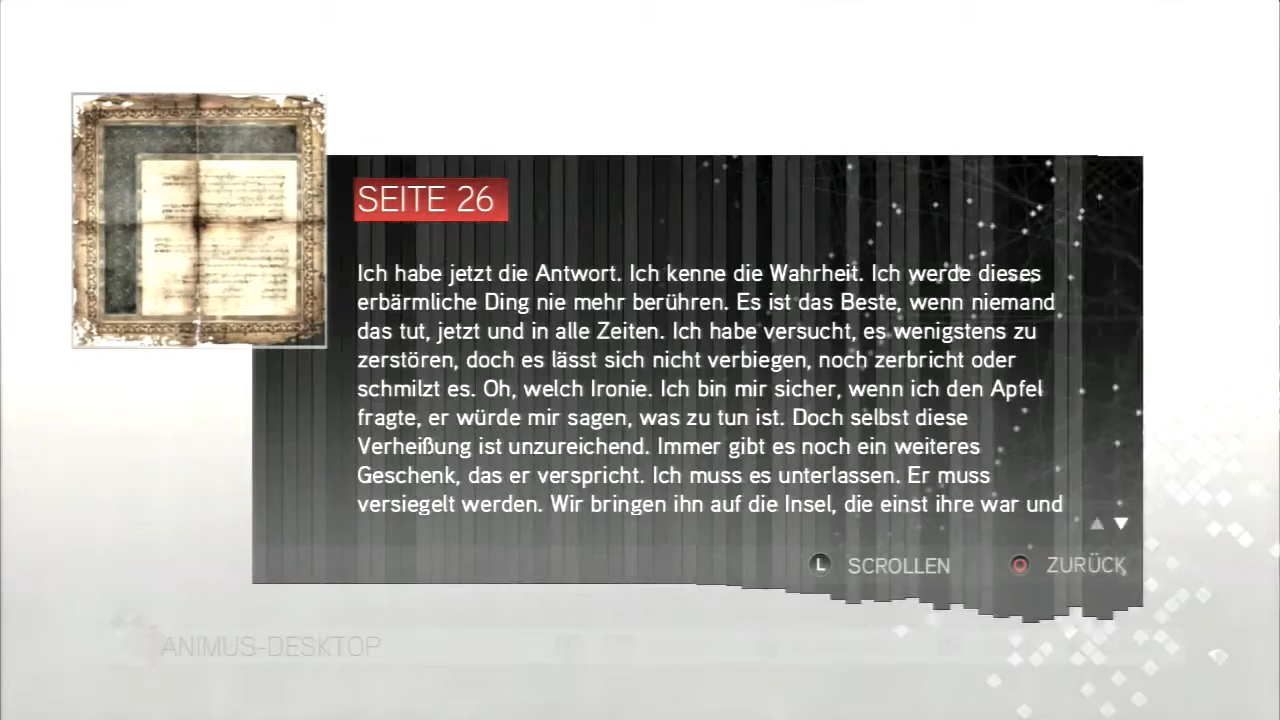 SEITE 26
Ich habe jetzt die Antwort. Ich kenne die Wahrheit. Ich werde dieses
erbärmliche Ding nie mehr berühren. Es ist das Beste, wenn niemand
das tut, jetzt und in alle Zeiten. Ich habe versucht, es wenigstens zu
zerstören, doch es lässt sich nicht verbiegen, noch zerbricht oder
schmilzt es. Oh, welch Ironie. Ich bin mir sicher, wenn ich den Apfel
fragte, er würde mir sagen, was zu tun ist. Doch selbst diese
Verheißung ist unzureichend. Immer gibt es noch ein weiteres
Geschenk, das er verspricht. Ich muss es unterlassen. Er muss
versiegelt werden. Wir bringen ihn auf die Insel, die einst ihre war und
L SCROLLEN ZURÜCK
ANIMUS-DESKTOP